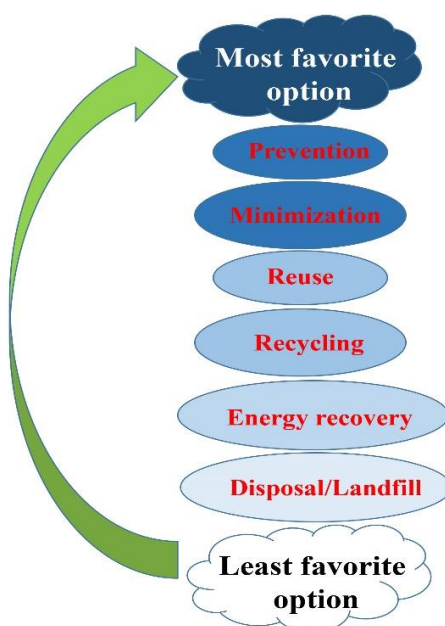 Most favorite
option
Prevention
Minimization
Reuse
Recycling
Energy recovery
Disposal/Landfill
Least favorite
option